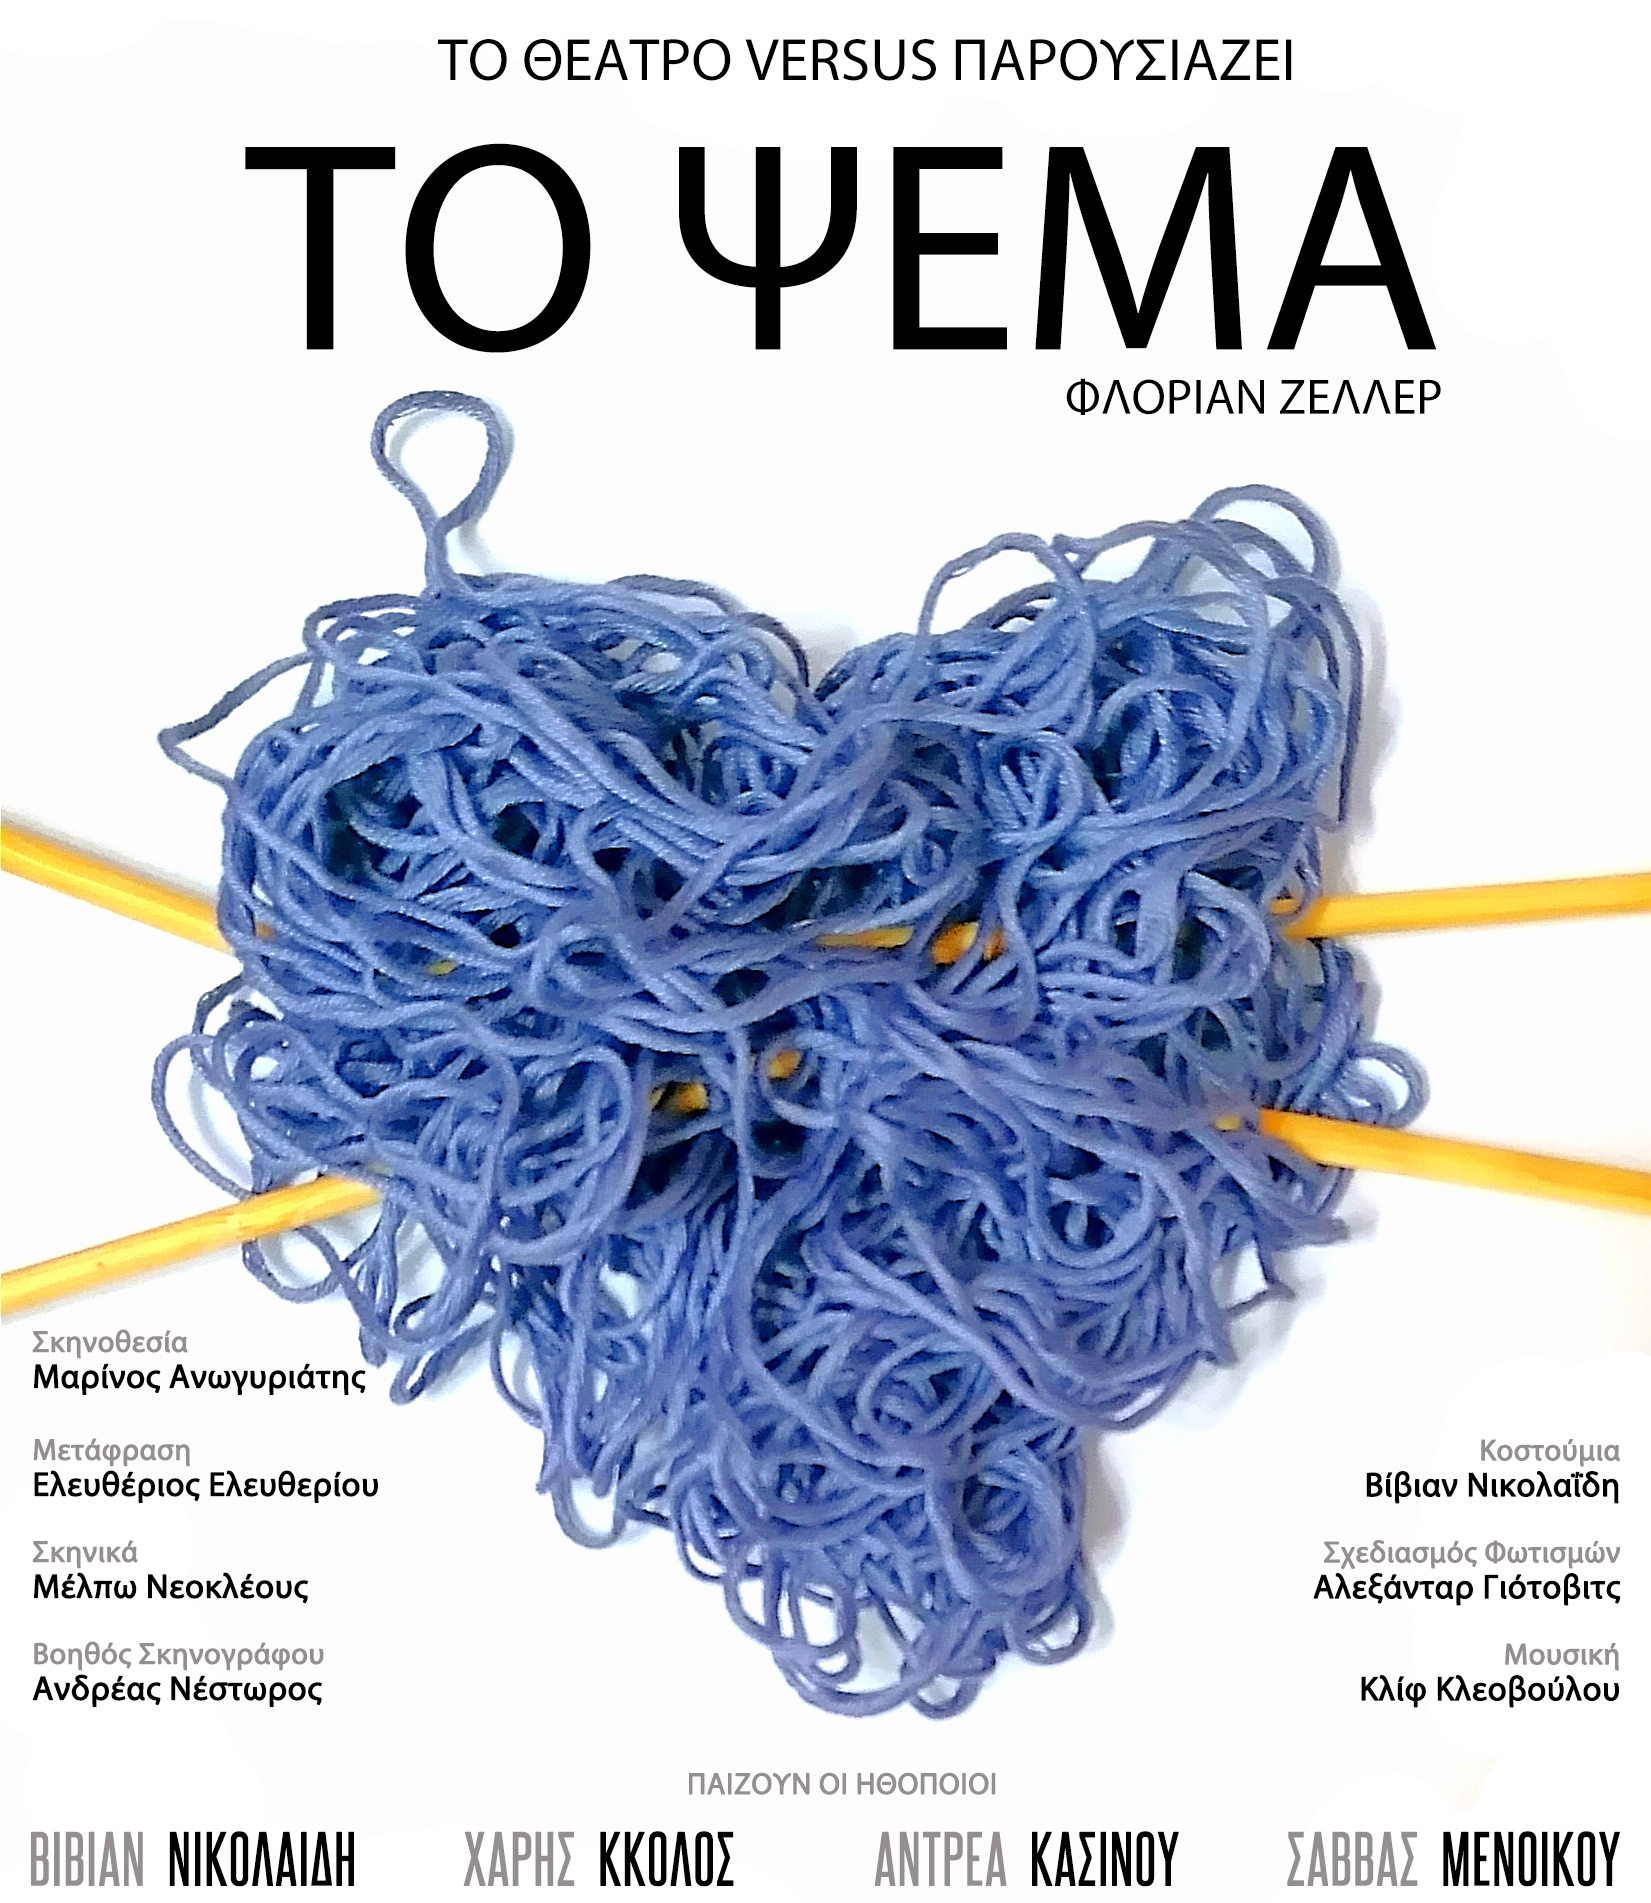 ΤΟ ΘΕΑΤΡΟ VERSUS ΠΑΡΟΥΣΙΑΖΕΙ
ΤΟ ΨΕΜΑ
ΦΛΟΡΙΑΝ ΖΕΛΛΕΡ
Σκηνοθεσία
Μαρίνος Ανωγυριάτης
Μετάφραση
Ελευθέριος Ελευθερίου
Σκηνικά
Μέλπω Νεοκλέους
Βοηθός Σκηνογράφου
Ανδρέας Νέστωρος
Κοστούμια
Βίβιαν Νικολαΐδη
Σχεδιασμός Φωτισμών
Αλεξάνταρ Γιότοβιτς
Μουσική
Κλίφ Κλεοβούλου
ΠΑΙΖΟΥΝ ΟΙ ΗΘΟΠΟΙΟΙ
ΒΙΒΙΑΝ ΝΙΚΟΛΑΙΔΗ ΧΑΡΗΣ ΚΚΟΛΟΣ ΑΝΤΡΕΑ ΚΑΣΙΝΟΥ ΣΑΒΒΑΣ ΜΕΝΟΙΚΟΥ